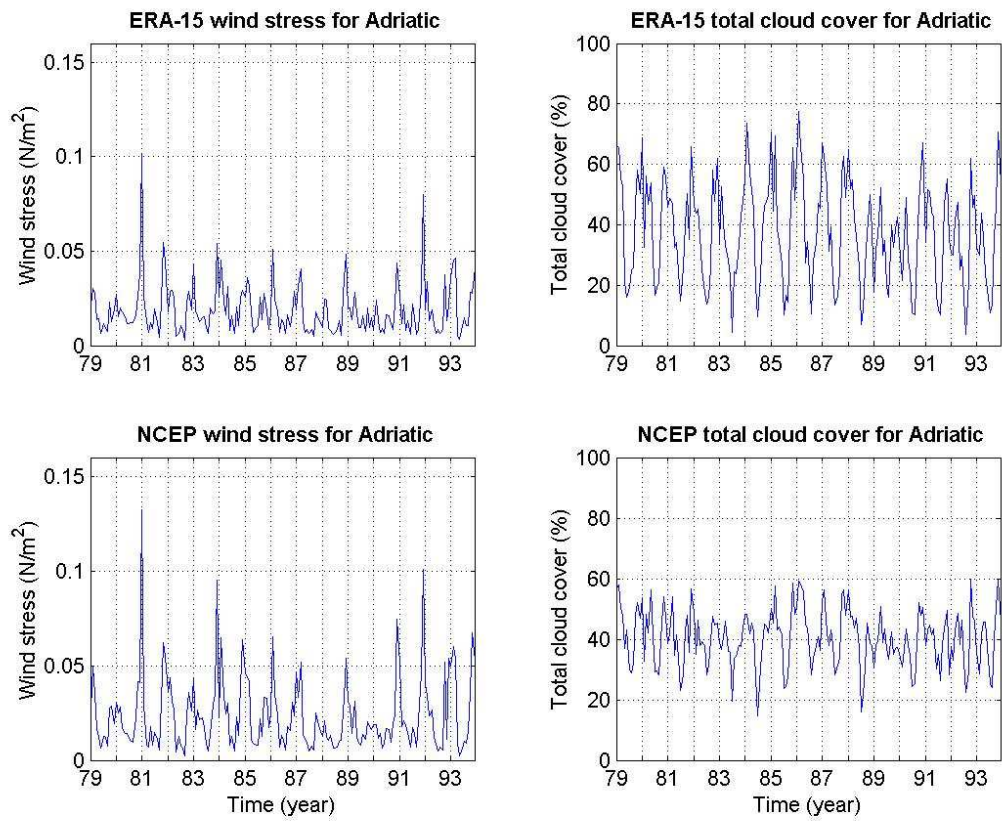 ERA-15 wind stress for Adriatic
Wind stress (N/m²)
0.15
0.1
0.05
0
79 81 83 85 87 89 91 93
ERA-15 total cloud cover for Adriatic
Total cloud cover (%)
100
80
60
40
20
0
79 81 83 85 87 89 91 93
NCEP wind stress for Adriatic
Wind stress (N/m²)
0.15
0.1
0.05
0
79 81 83 85 87 89 91 93
Time (year)
NCEP total cloud cover for Adriatic
Total cloud cover (%)
100
80
60
40
20
0
79 81 83 85 87 89 91 93
Time (year)